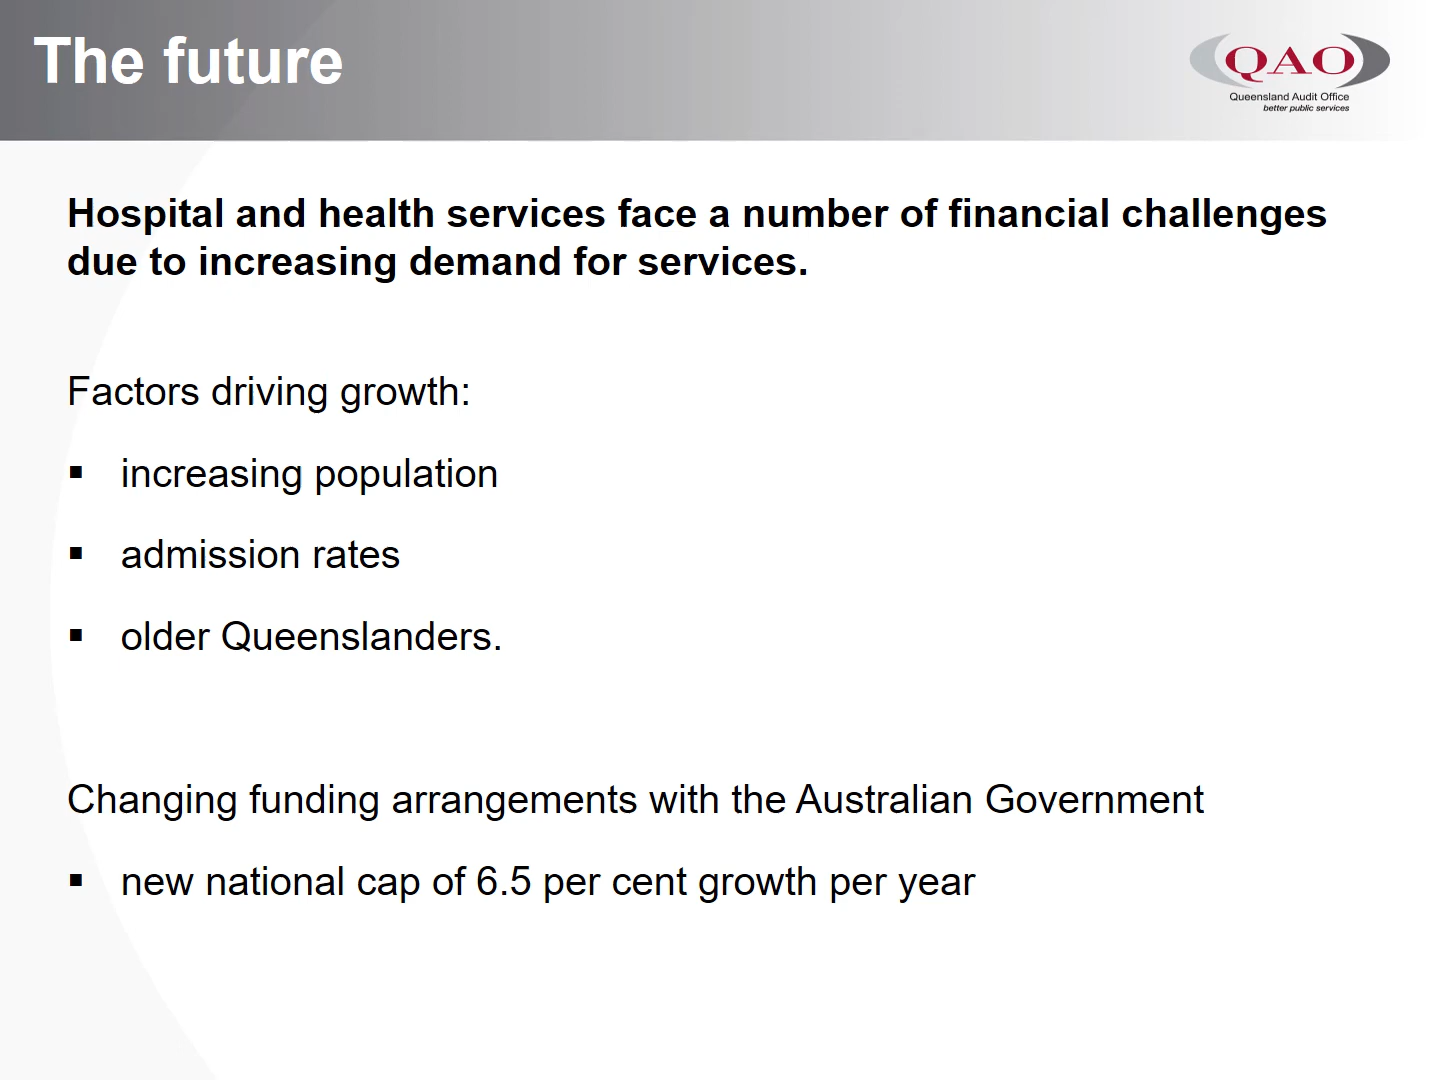 The future
QAO
Queensland Audit Office
better public services
Hospital and health services face a number of financial challenges
due to increasing demand for services.
Factors driving growth:
▪ increasing population
▪ admission rates
▪ older Queenslanders.
Changing funding arrangements with the Australian Government
▪ new national cap of 6.5 per cent growth per year